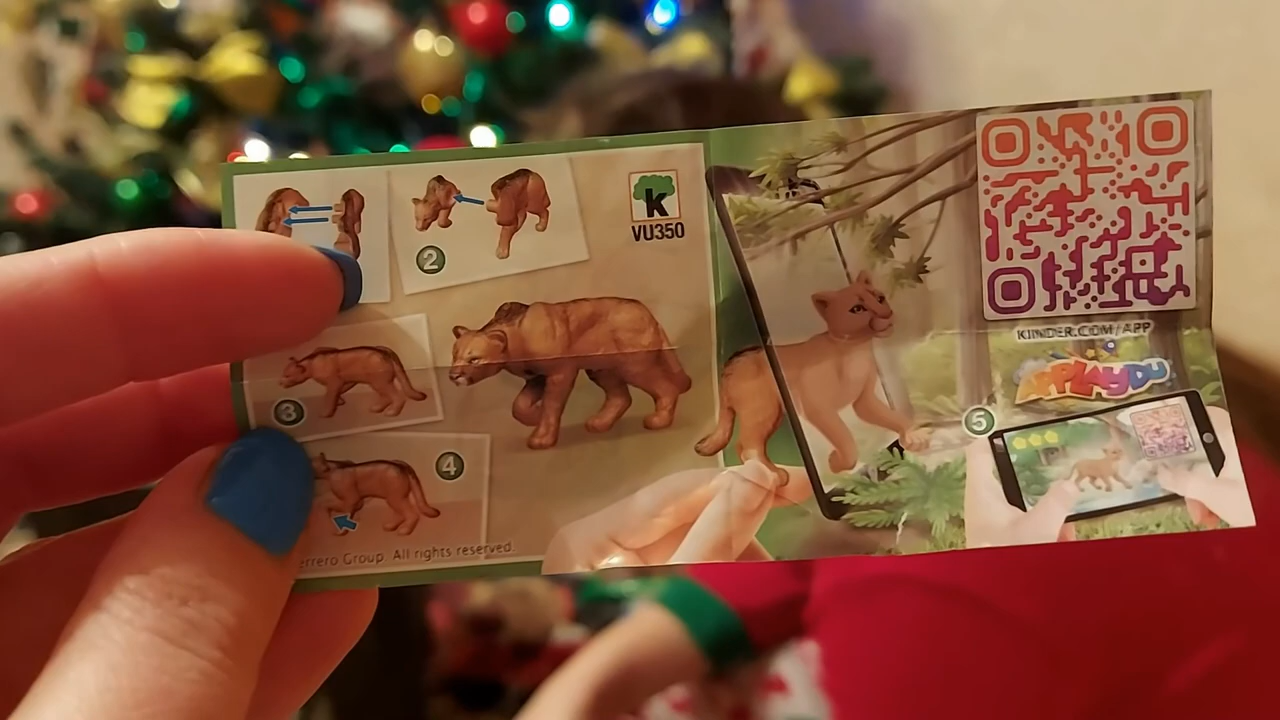 2
k
VU350
3
4
errero Group. All rights reserved.
KINDER.COM/APP
APPLAYDU
5